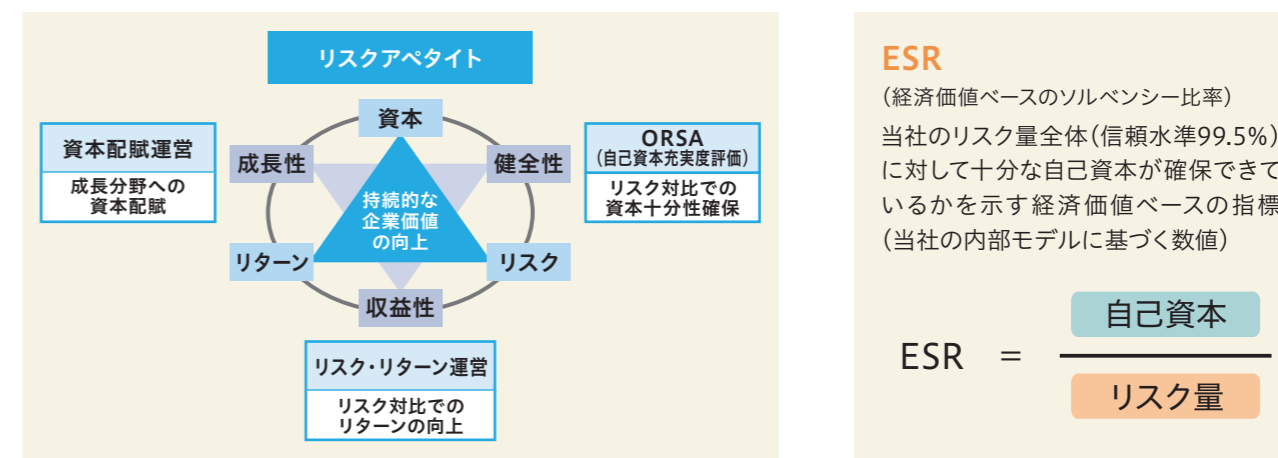 リスクアペタイト
資本
資本配賦運営
成長分野への
資本配賦
成長性
健全性
ORSA
(自己資本充実度評価)
リスク対比での
資本十分性確保
持続的な
企業価値
の向上
リターン
リスク
収益性
リスク・リターン運営
リスク対比での
リターンの向上
ESR
(経済価値ベースのソルベンシー比率)
当社のリスク量全体(信頼水準99.5%)
に対して十分な自己資本が確保できて
いるかを示す経済価値ベースの指標
(当社の内部モデルに基づく数値)
自己資本
ESR =
リスク量